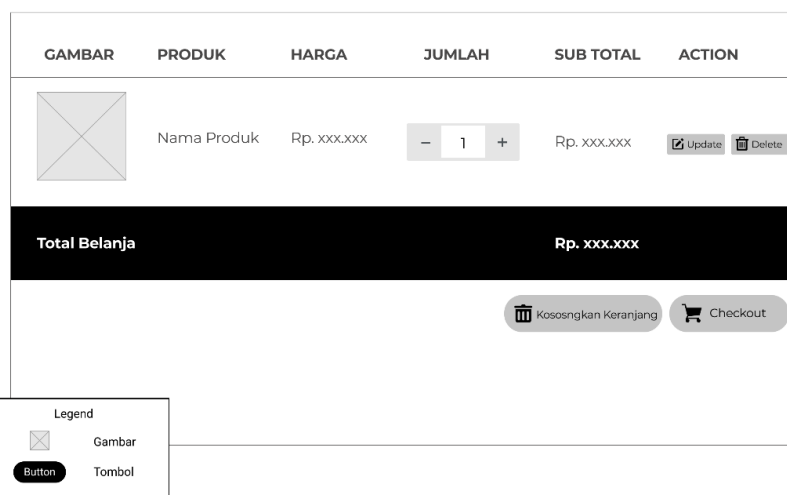 GAMBAR PRODUK HARGA JUMLAH SUB TOTAL ACTION
Nama Produk Rp. xxx.xxx − 1 + Rp. xxx.xxx Update Delete
Total Belanja Rp. xxx.xxx
Kososngkan Keranjang Checkout
Legend
Gambar
Button Tombol